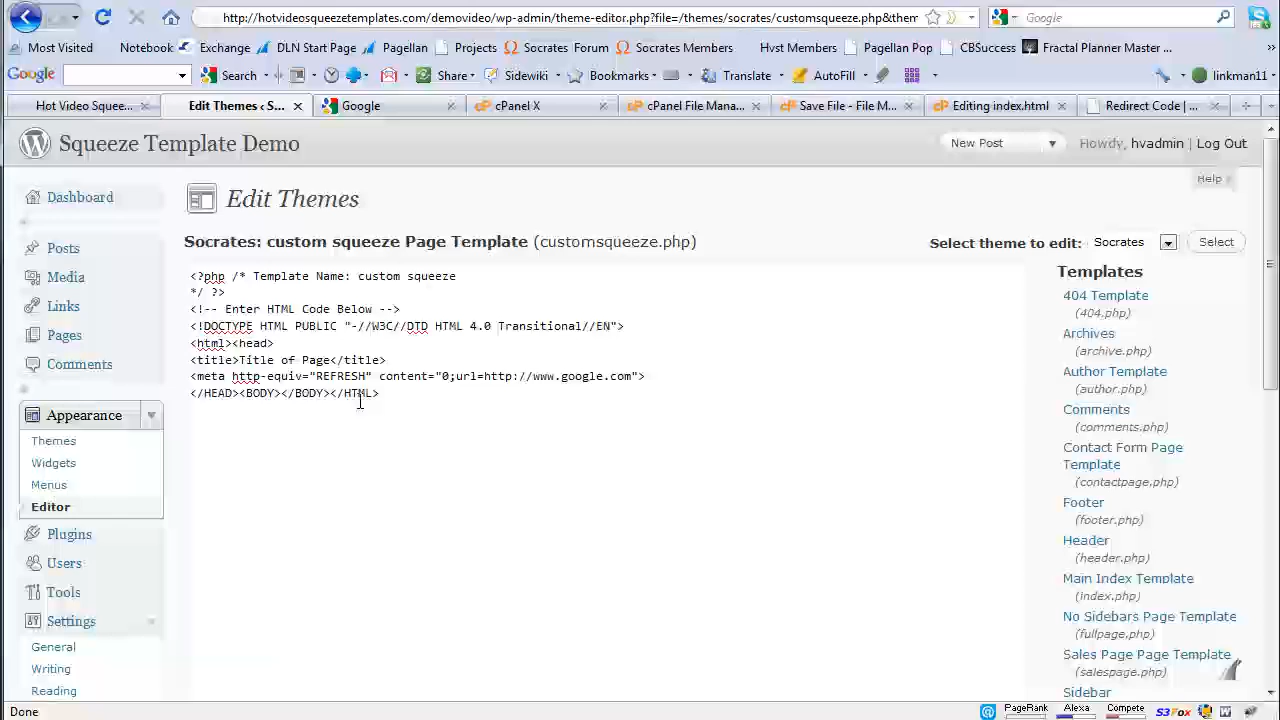 http://hotvideosqueezetemplates.com/demovideo/wp-admin/theme-editor.php?file=/themes/socrates/customsqueeze.php&them
Google
Most Visited Notebook Exchange DLN StartPage Pagellan Projects Socrates Forum Socrates Members Hvst Members Pagellan Pop CBSuccess Fractal Planner Master ...
Google Search Share Sidewiki Bookmarks Translate AutoFill linkman11
Hot Video Squee... Edit Themes ‹ S... Google cPanel X cPanel File Mana... Save File - File M... Editing index.html Redirect Code | ...
Squeeze Template Demo
New Post
Howdy, hvadmin | Log Out
Help
Dashboard
Posts
Media
Links
Pages
Comments
Appearance
Themes
Widgets
Menus
Editor
Plugins
Users
Tools
Settings
General
Writing
Reading
Edit Themes
Socrates: custom squeeze Page Template (customsqueeze.php)
Select theme to edit: Socrates Select
<?php /* Template Name: custom squeeze
*/ ?>
<!-- Enter HTML Code Below -->
<!DOCTYPE HTML PUBLIC "-//W3C//DTD HTML 4.0 Transitional//EN">
<html><head>
<title>Title of Page</title>
<meta http-equiv="REFRESH" content="0;url=http://www.google.com">
</HEAD><BODY></BODY></HTML>
Templates
404 Template
(404.php)
Archives
(archive.php)
Author Template
(author.php)
Comments
(comments.php)
Contact Form Page
Template
(contactpage.php)
Footer
(footer.php)
Header
(header.php)
Main Index Template
(index.php)
No Sidebars Page Template
(fullpage.php)
Sales Page Page Template
(salespage.php)
Sidebar
Done
PageRank Alexa Compete S3Fox